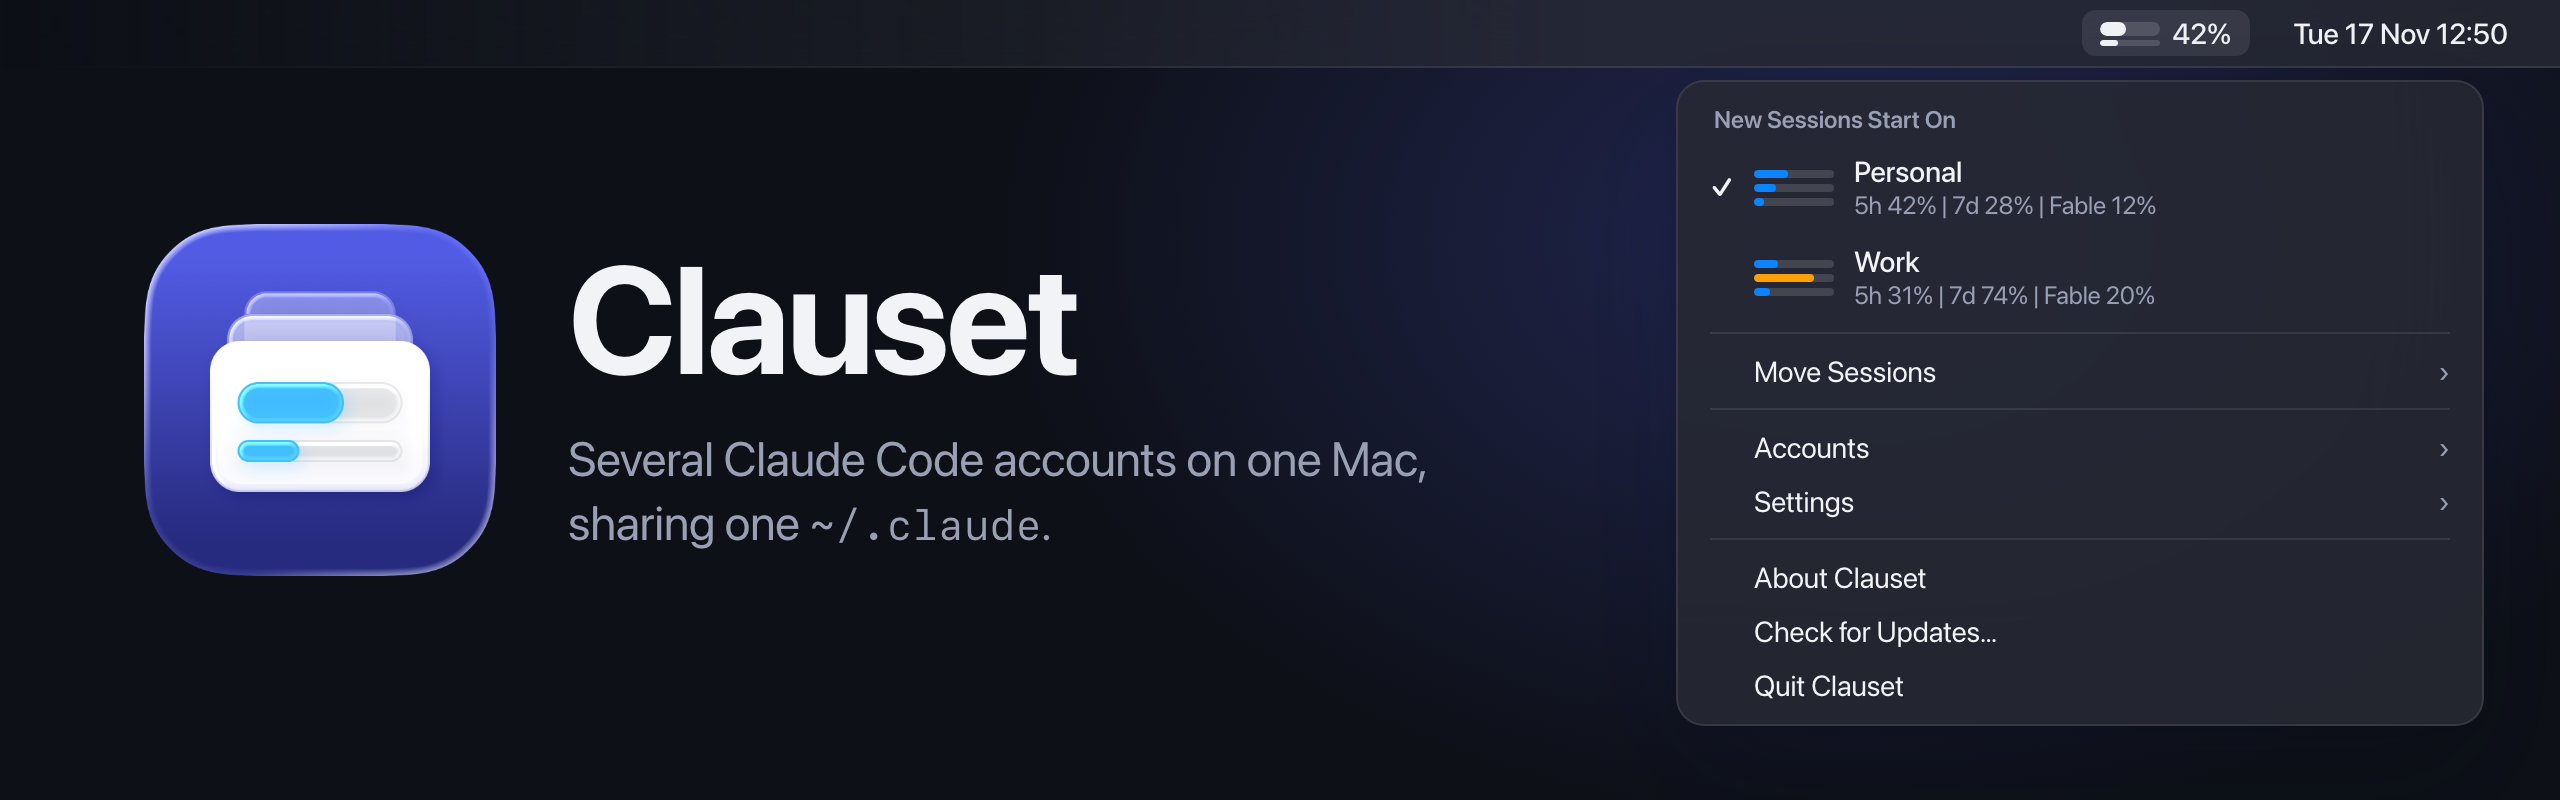 42%
Tue 17 Nov 12:50
Clauset
Several Claude Code accounts on one Mac,
sharing one ~/.claude.
New Sessions Start On
Personal
5h 42% | 7d 28% | Fable 12%
Work
5h 31% | 7d 74% | Fable 20%
Move Sessions
Accounts
Settings
About Clauset
Check for Updates...
Quit Clauset